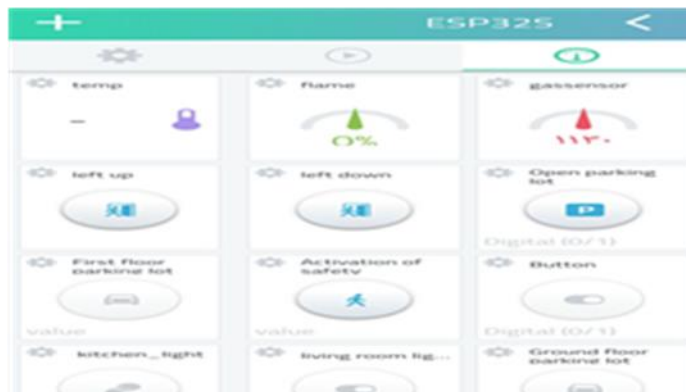 ESP32S
temp
flame
gassensor
-
0%
١١٣٠
left up
left down
Open parking
lot
P
Digital (0/1)
First floor
parking lot
Activation of
safety
Button
value
value
Digital (0/1)
kitchen_light
living room lig...
Ground floor
parking lot